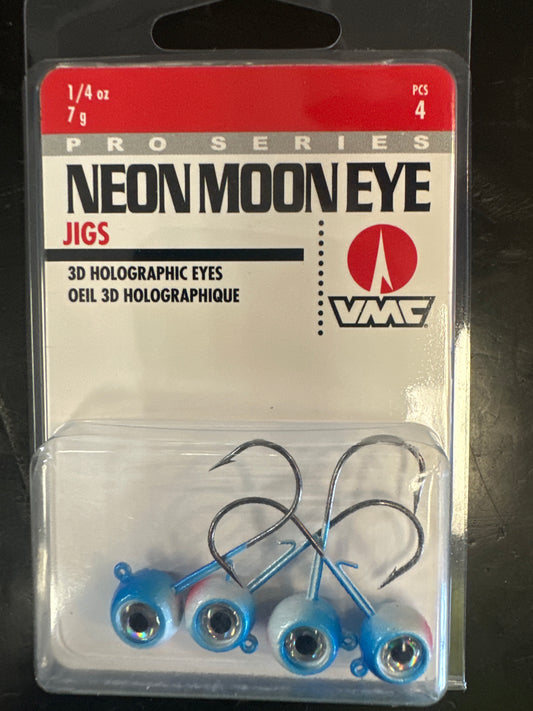 1/4 oz
7 g
PCS
4
PRO SERIES
NEON MOON EYE
JIGS
3D HOLOGRAPHIC EYES
OEIL 3D HOLOGRAPHIQUE
VMC